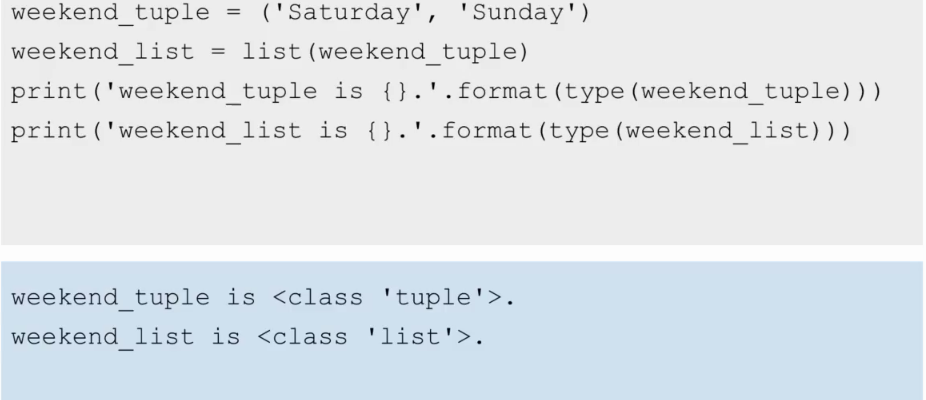 weekend_tuple = ('Saturday', 'Sunday')
weekend_list = list(weekend_tuple)
print('weekend_tuple is {}.'.format(type(weekend_tuple)))
print('weekend_list is {}.'.format(type(weekend_list)))
weekend_tuple is <class 'tuple'>.
weekend_list is <class 'list'>.